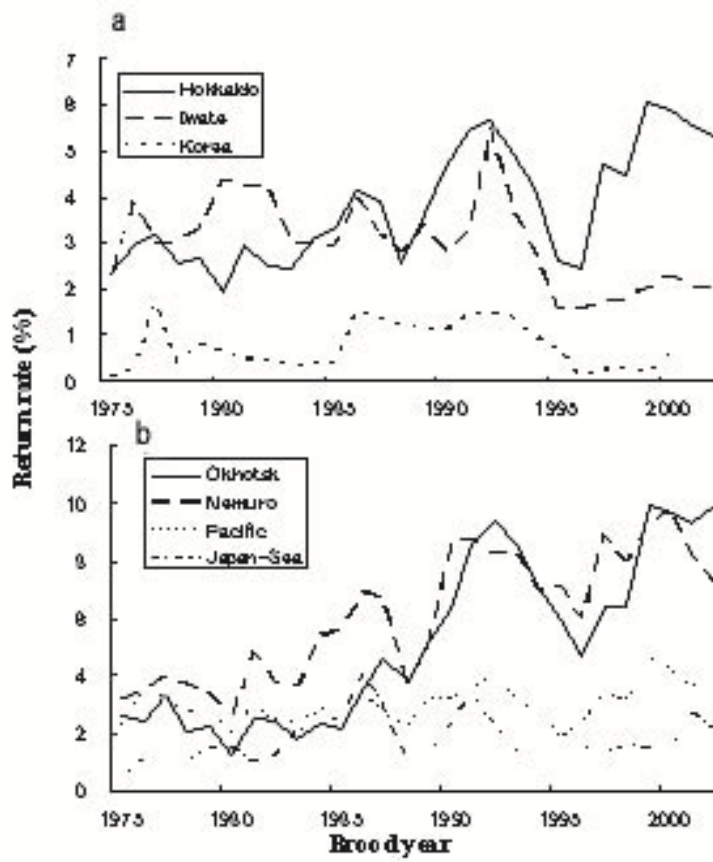 a
7
6
5
4
3
2
1
0
Hokkaido
Iwate
Korea
1975 1980 1985 1990 1995 2000
Return rate (%)
b
12
10
8
6
4
2
0
Okhotsk
Nemuro
Pacific
Japan-Sea
1975 1980 1985 1990 1995 2000
Brood year